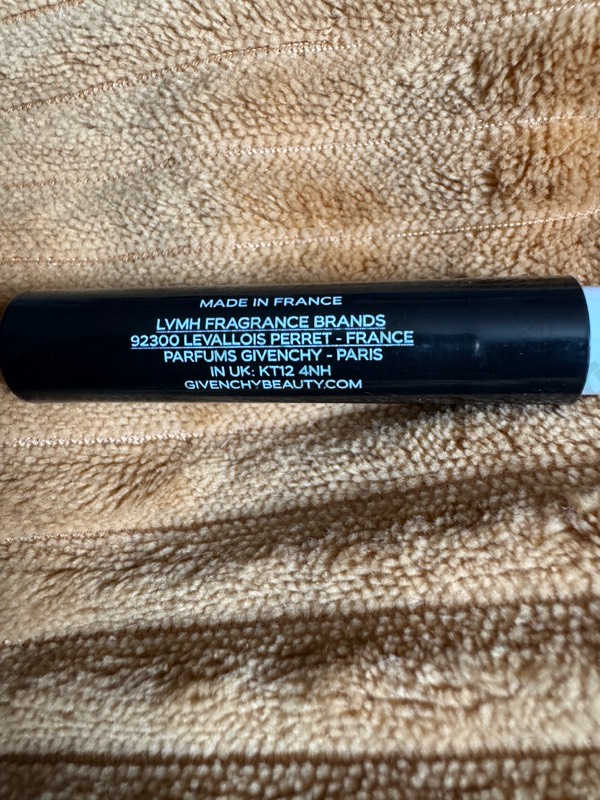 MADE IN FRANCE
LVMH FRAGRANCE BRANDS
92300 LEVALLOIS PERRET - FRANCE
PARFUMS GIVENCHY - PARIS
IN UK: KT12 4NH
GIVENCHYBEAUTY.COM